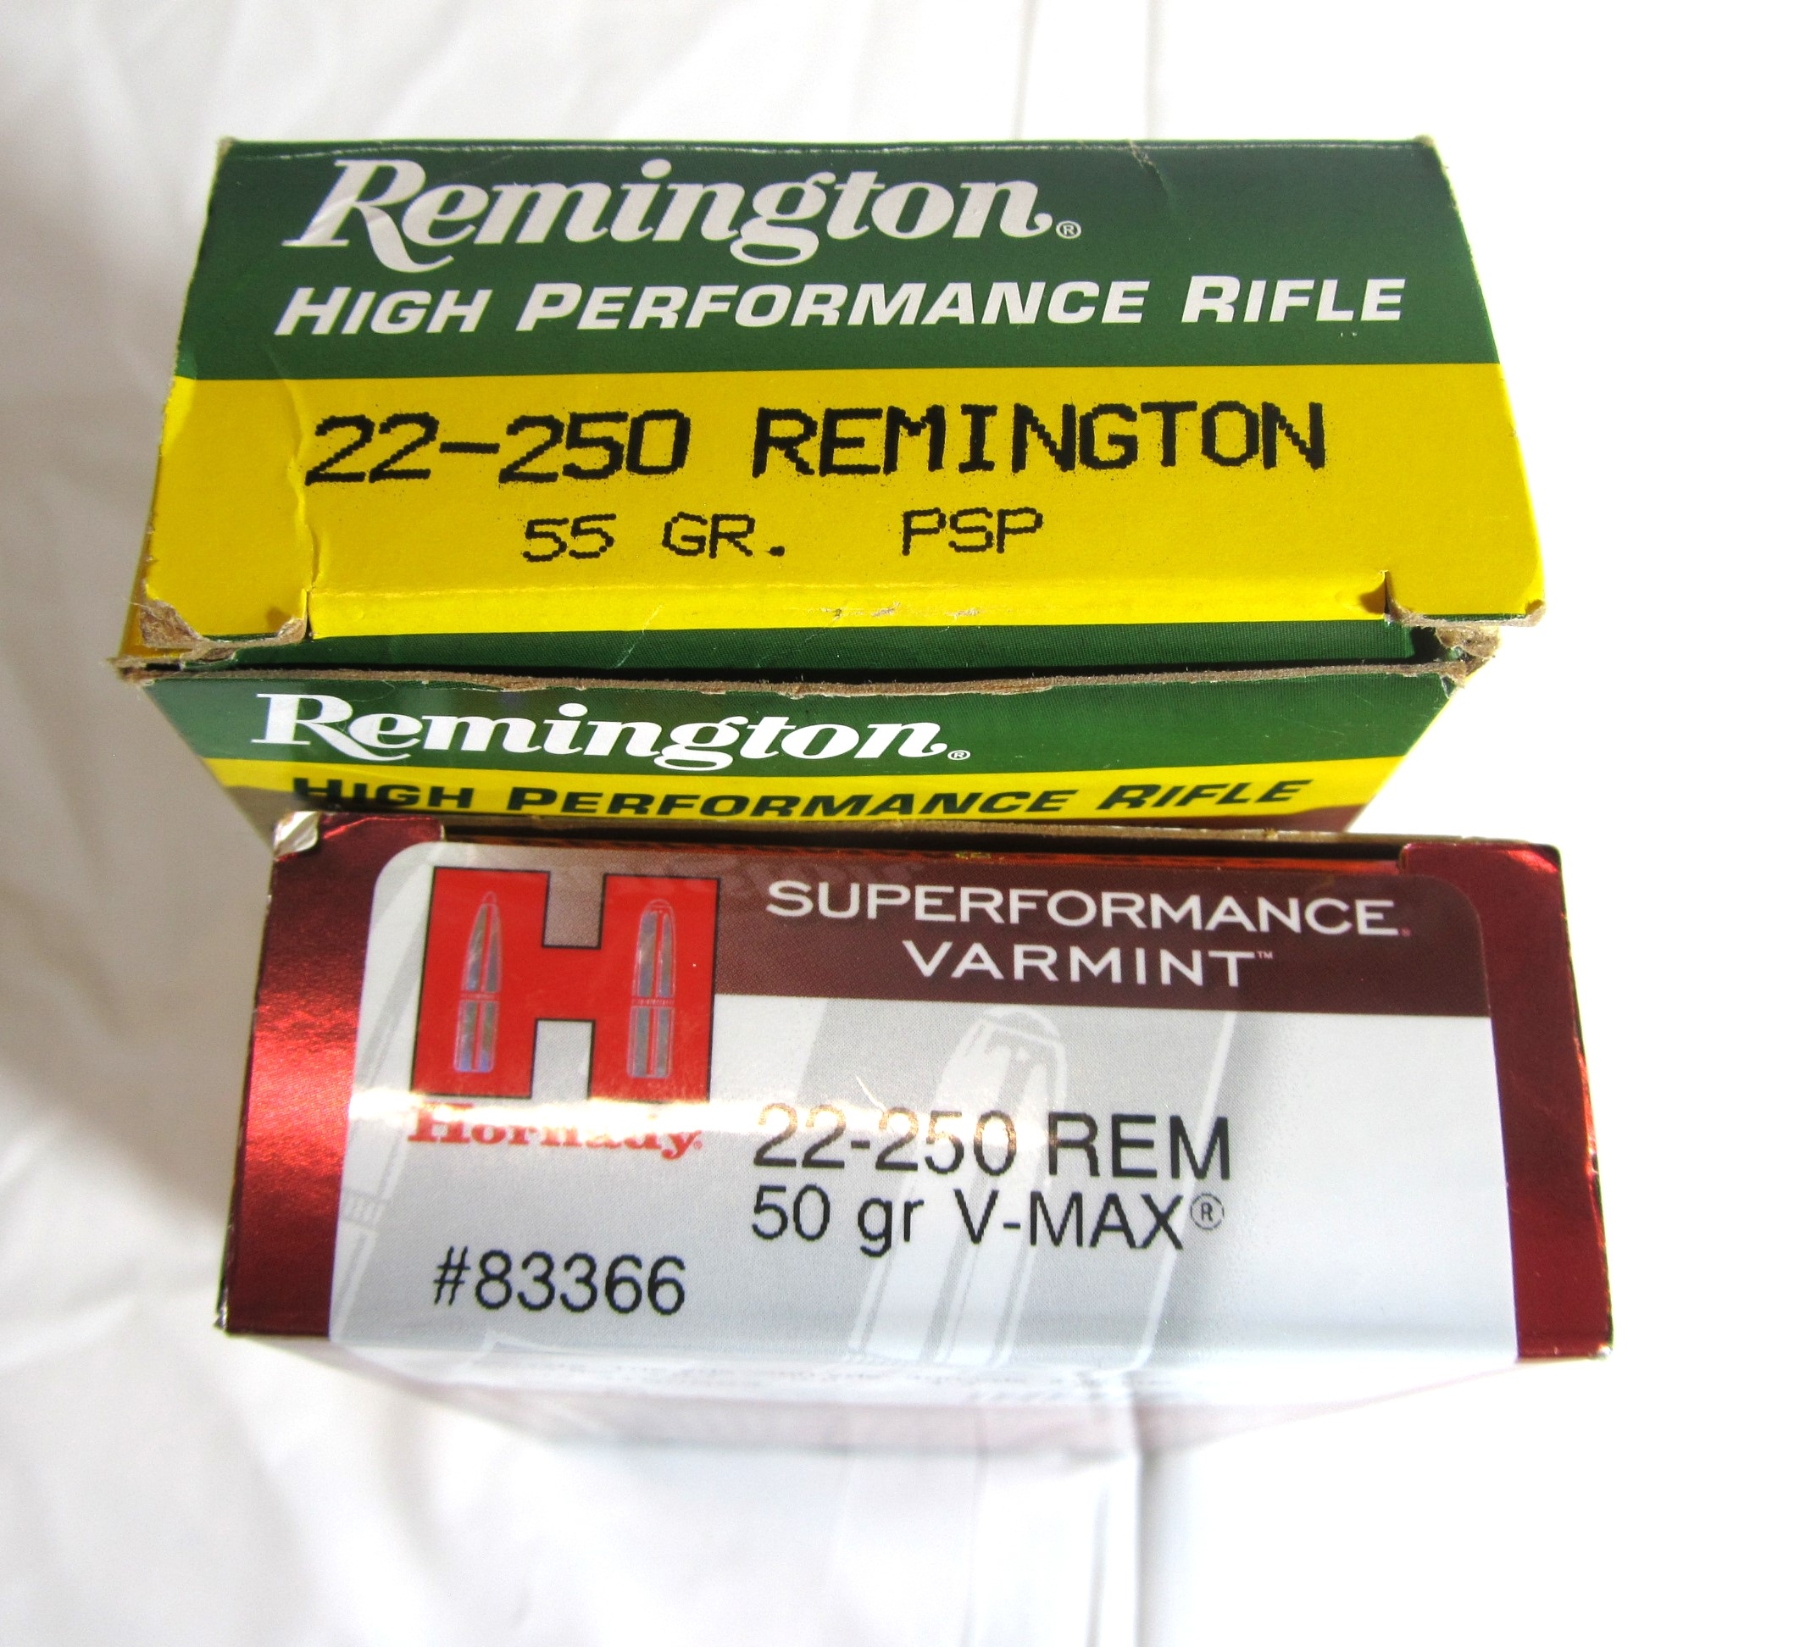 Remington®
HIGH PERFORMANCE RIFLE
22-250 REMINGTON
55 GR. PSP
Remington®
HIGH PERFORMANCE RIFLE
SUPERFORMANCE
VARMINT™
Hornady
22-250 REM
50 gr V-MAX®
#83366